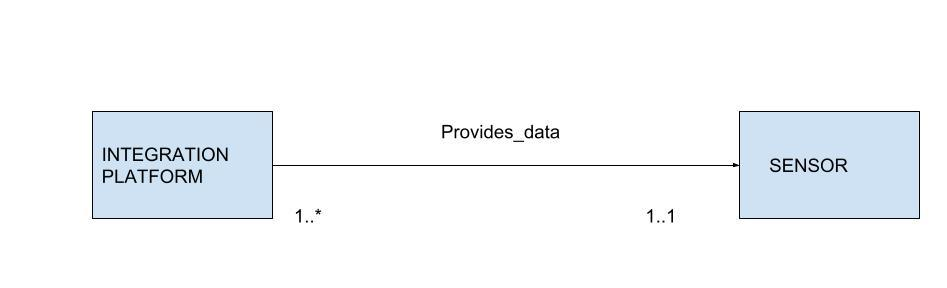 Provides_data
INTEGRATION
PLATFORM
SENSOR
1..*
1..1